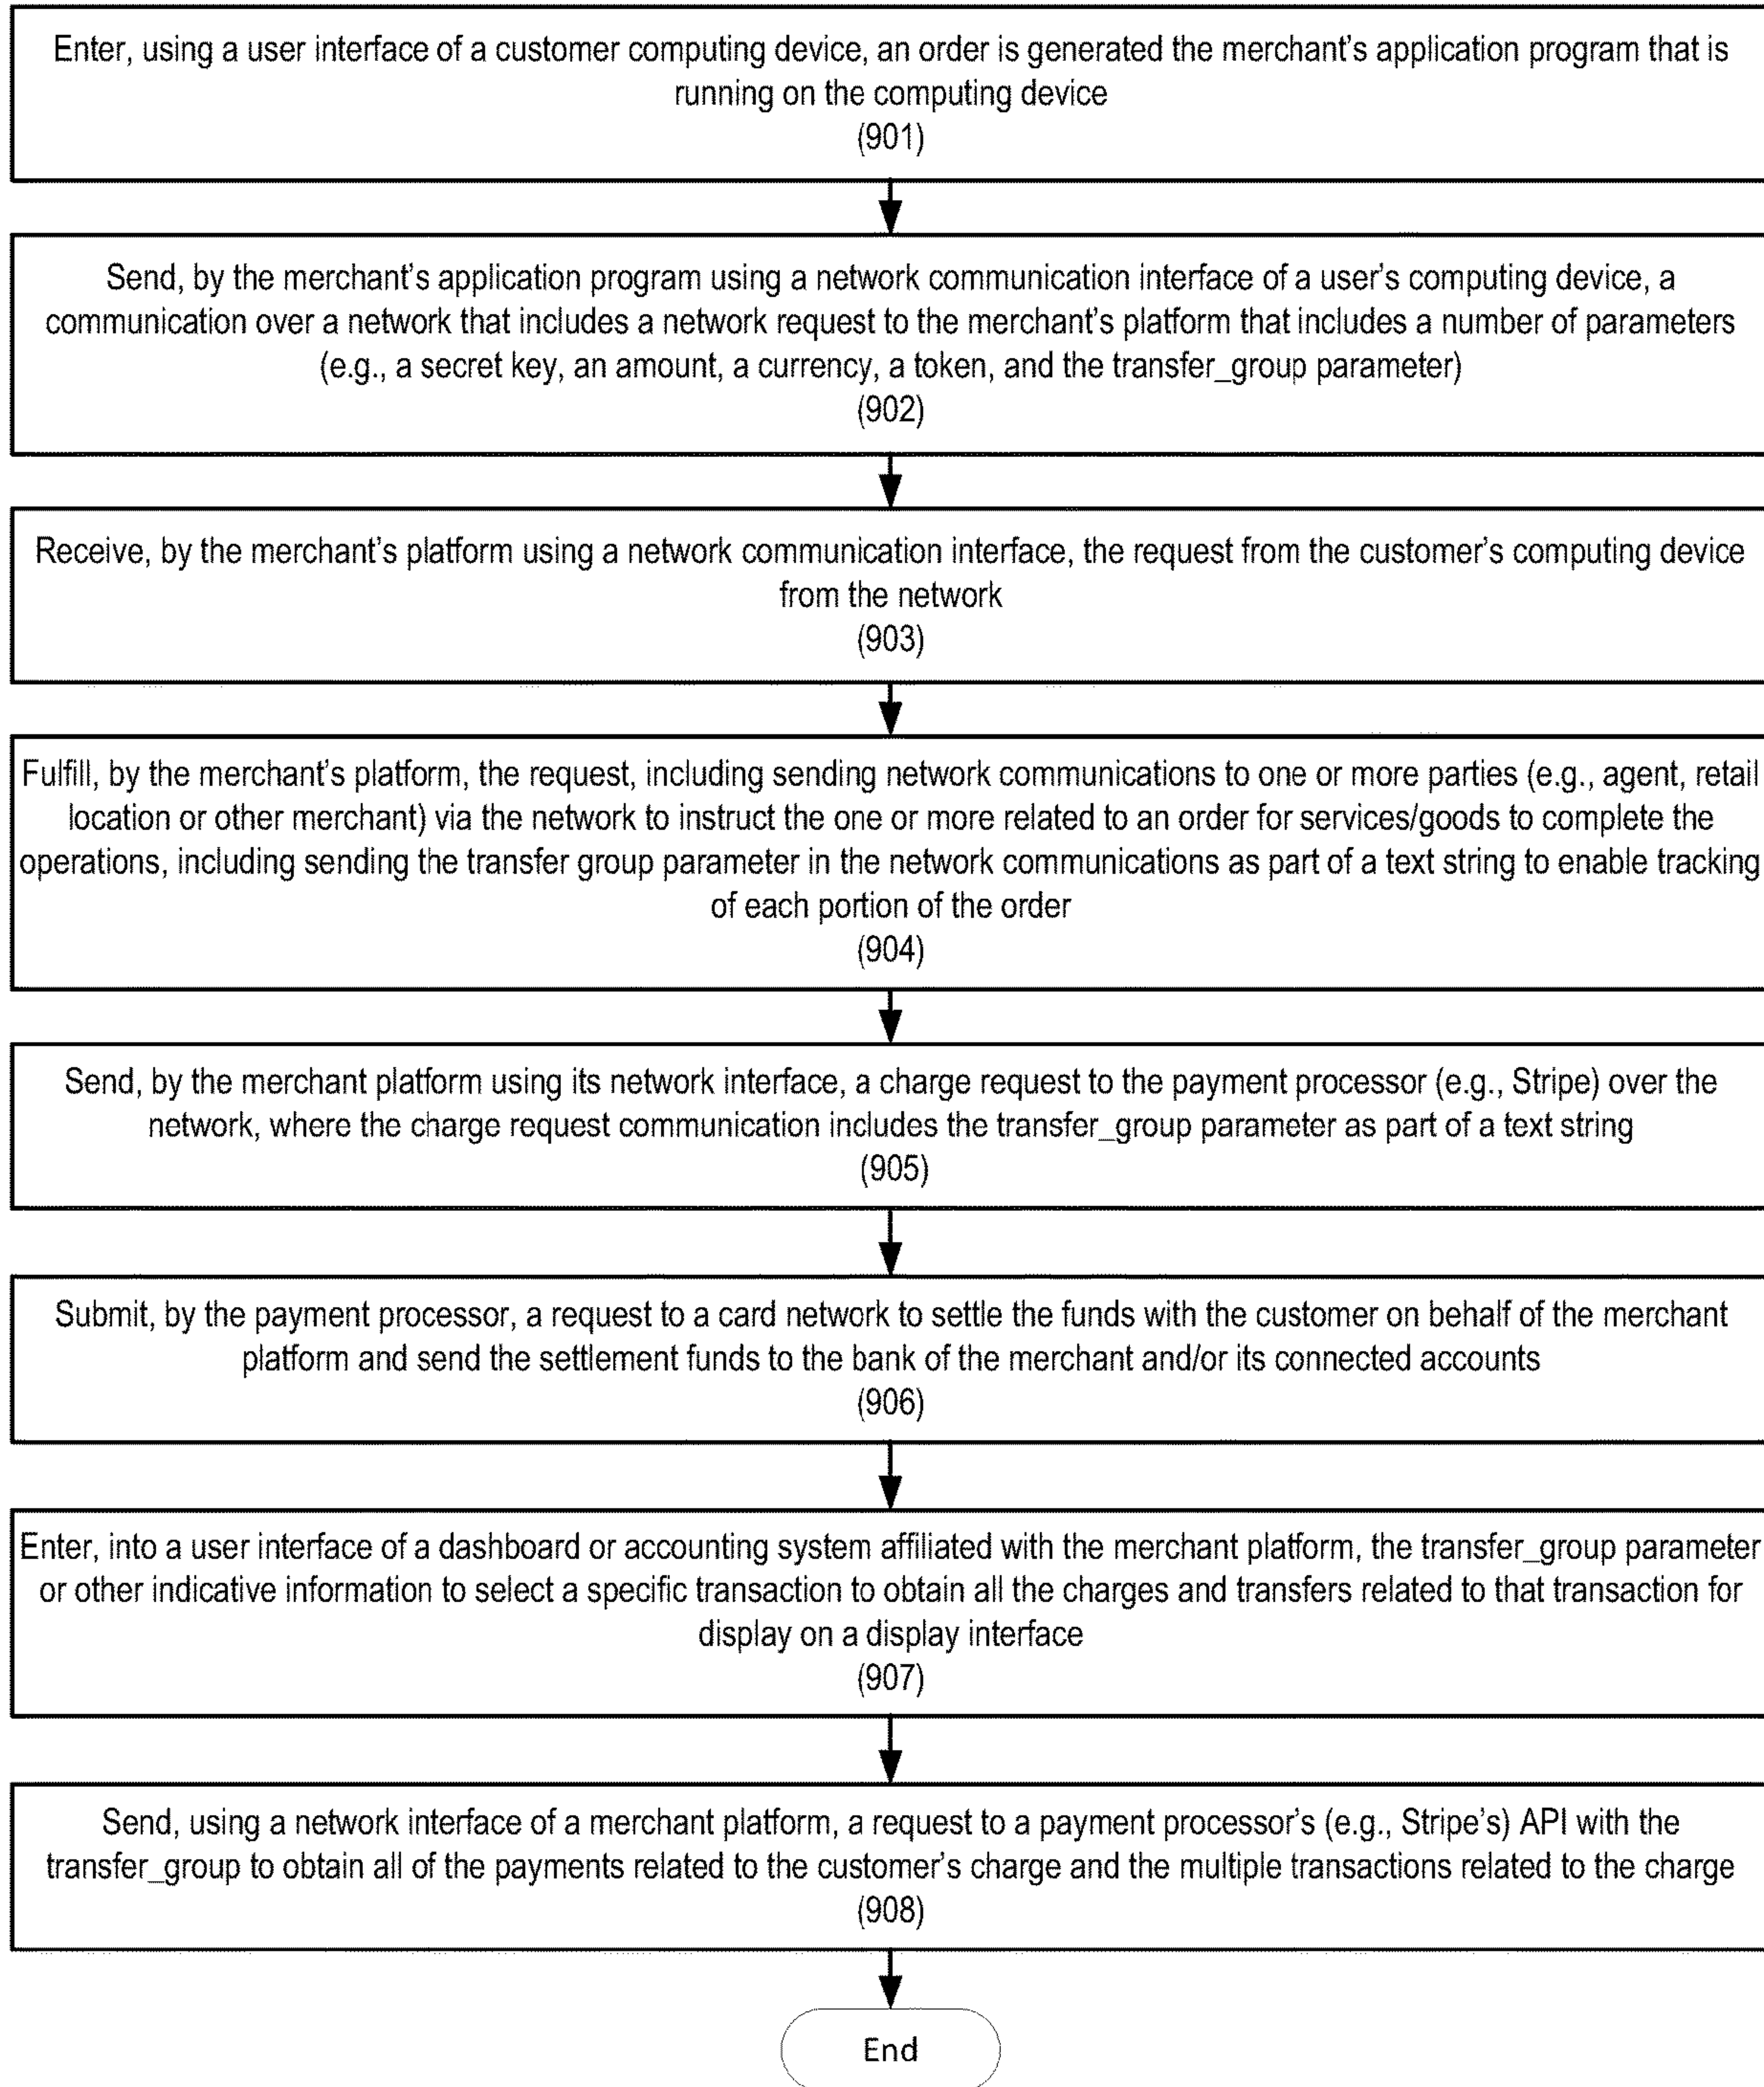 Enter, using a user interface of a customer computing device, an order is generated the merchant's application program that is
running on the computing device
(901)
Send, by the merchant's application program using a network communication interface of a user's computing device, a
communication over a network that includes a network request to the merchant's platform that includes a number of parameters
(e.g., a secret key, an amount, a currency, a token, and the transfer_group parameter)
(902)
Receive, by the merchant's platform using a network communication interface, the request from the customer's computing device
from the network
(903)
Fulfill, by the merchant's platform, the request, including sending network communications to one or more parties (e.g., agent, retail
location or other merchant) via the network to instruct the one or more related to an order for services/goods to complete the
operations, including sending the transfer group parameter in the network communications as part of a text string to enable tracking
of each portion of the order
(904)
Send, by the merchant platform using its network interface, a charge request to the payment processor (e.g., Stripe) over the
network, where the charge request communication includes the transfer_group parameter as part of a text string
(905)
Submit, by the payment processor, a request to a card network to settle the funds with the customer on behalf of the merchant
platform and send the settlement funds to the bank of the merchant and/or its connected accounts
(906)
Enter, into a user interface of a dashboard or accounting system affiliated with the merchant platform, the transfer_group parameter
or other indicative information to select a specific transaction to obtain all the charges and transfers related to that transaction for
display on a display interface
(907)
Send, using a network interface of a merchant platform, a request to a payment processor's (e.g., Stripe's) API with the
transfer_group to obtain all of the payments related to the customer's charge and the multiple transactions related to the charge
(908)
End